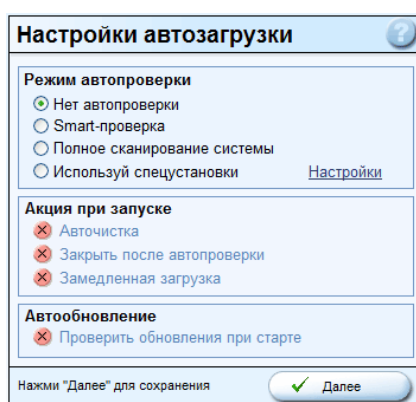 Настройки автозагрузки ?
Режим автопроверки
Нет автопроверки
Smart-проверка
Полное сканирование системы
Используй спецустановки Настройки
Акция при запуске
Авточистка
Закрыть после автопроверки
Замедленная загрузка
Автообновление
Проверить обновления при старте
Нажми "Далее" для сохранения Далее